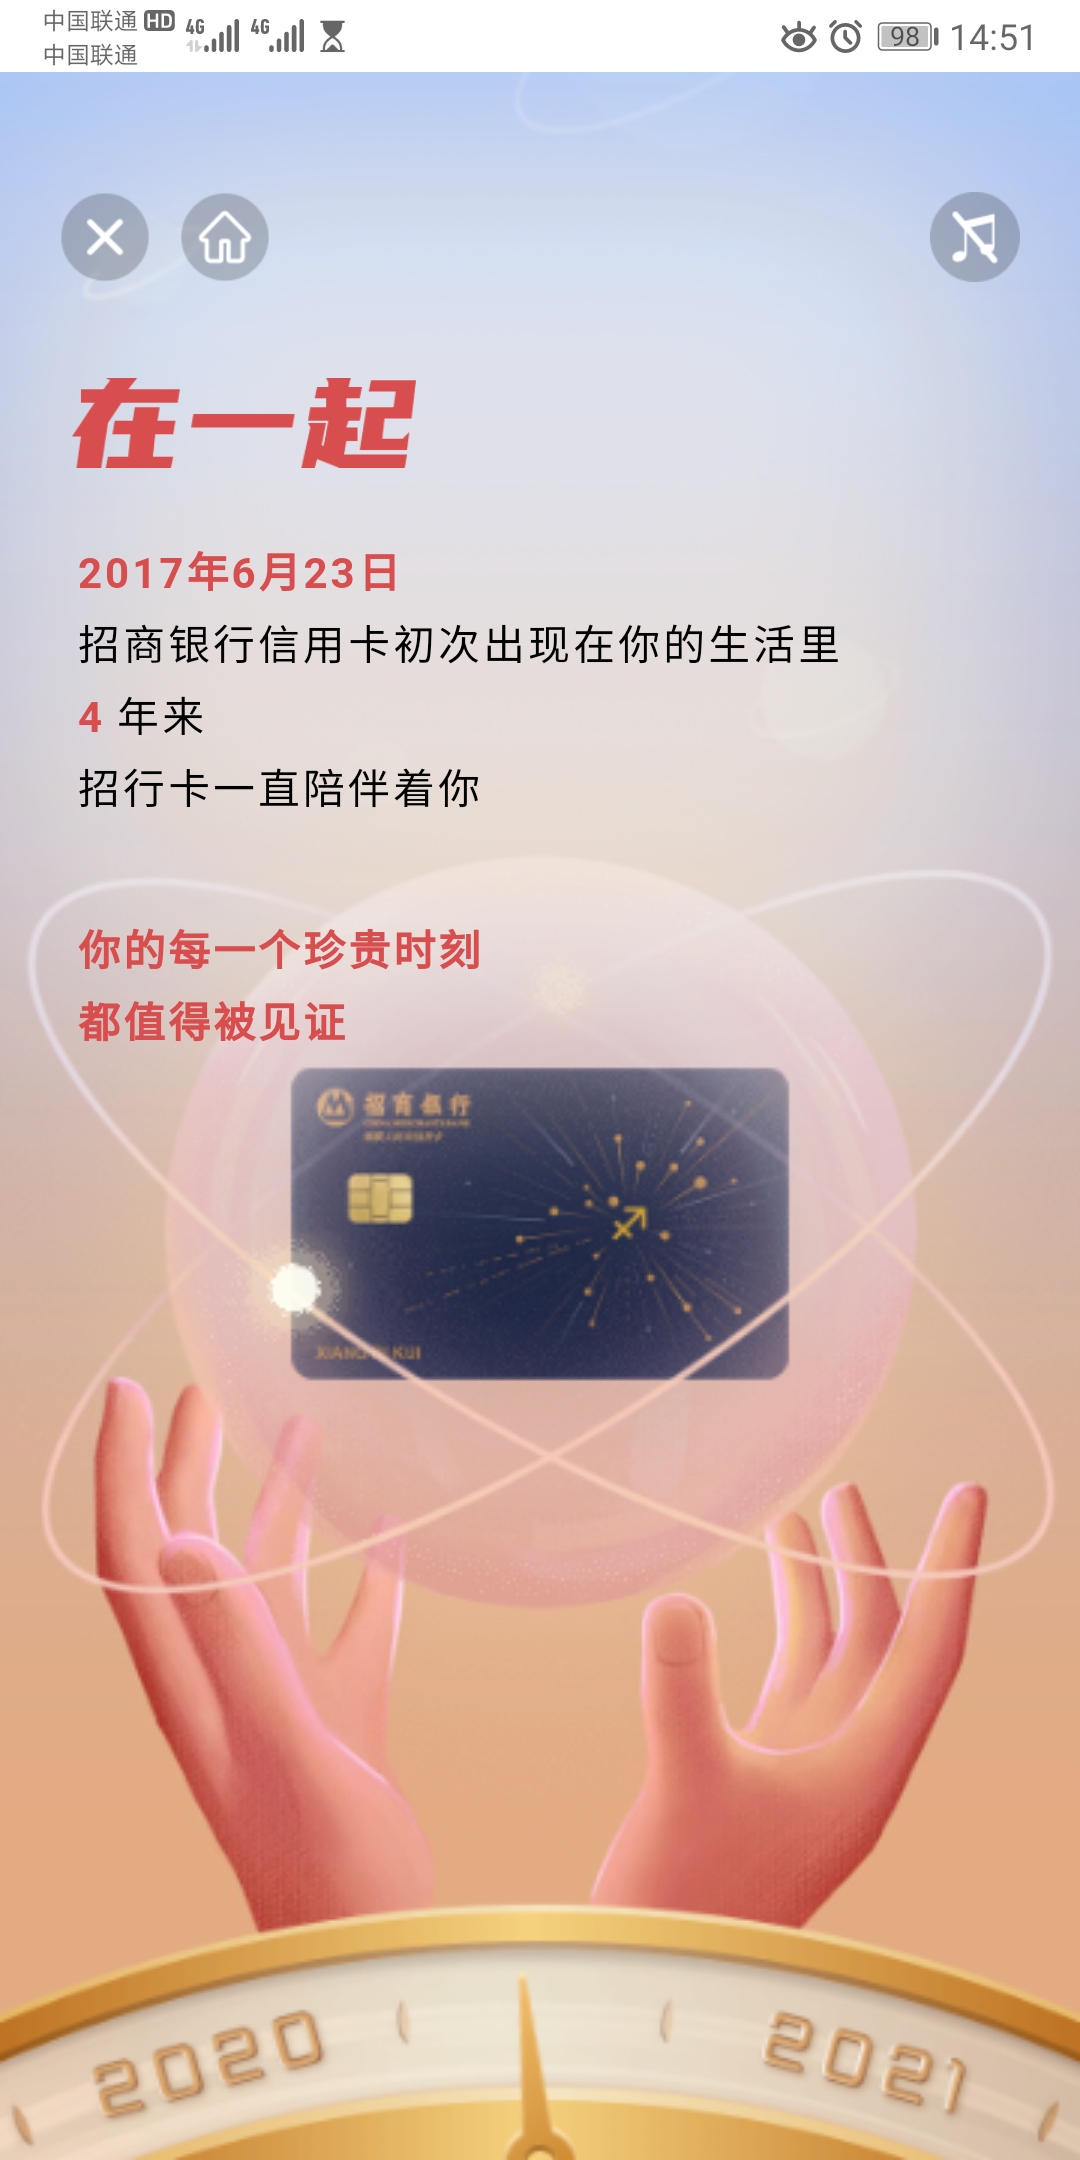 中国联通 HD 4G 4G 98 14:51
中国联通
在一起
2017年6月23日
招商银行信用卡初次出现在你的生活里
4 年来
招行卡一直陪伴着你
你的每一个珍贵时刻
都值得被见证
招商银行
2020
2021